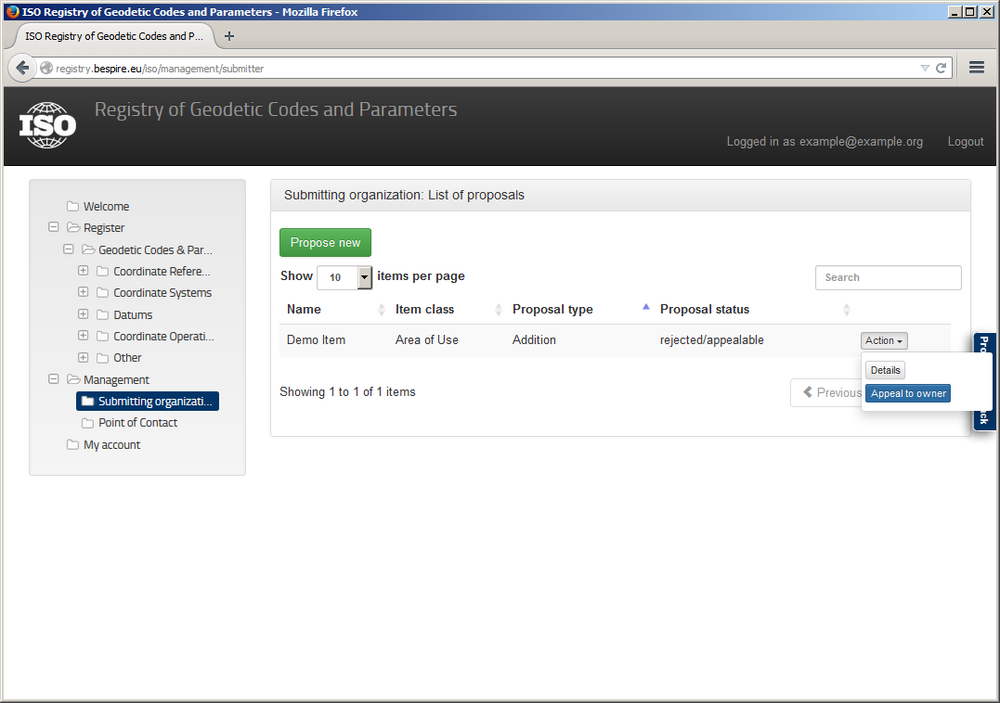 ISO Registry of Geodetic Codes and Parameters - Mozilla Firefox
ISO Registry of Geodetic Codes and P...
registry.bespire.eu/iso/management/submitter
ISO
Registry of Geodetic Codes and Parameters
Logged in as example@example.org Logout
Welcome
Register
Geodetic Codes & Par...
Coordinate Refere...
Coordinate Systems
Datums
Coordinate Operati...
Other
Management
Submitting organizati...
Point of Contact
My account
Submitting organization: List of proposals
Propose new
Show 10 items per page
Search
Name Item class Proposal type Proposal status
Demo Item Area of Use Addition rejected/appealable Action
Details
Appeal to owner
Showing 1 to 1 of 1 items
Previous